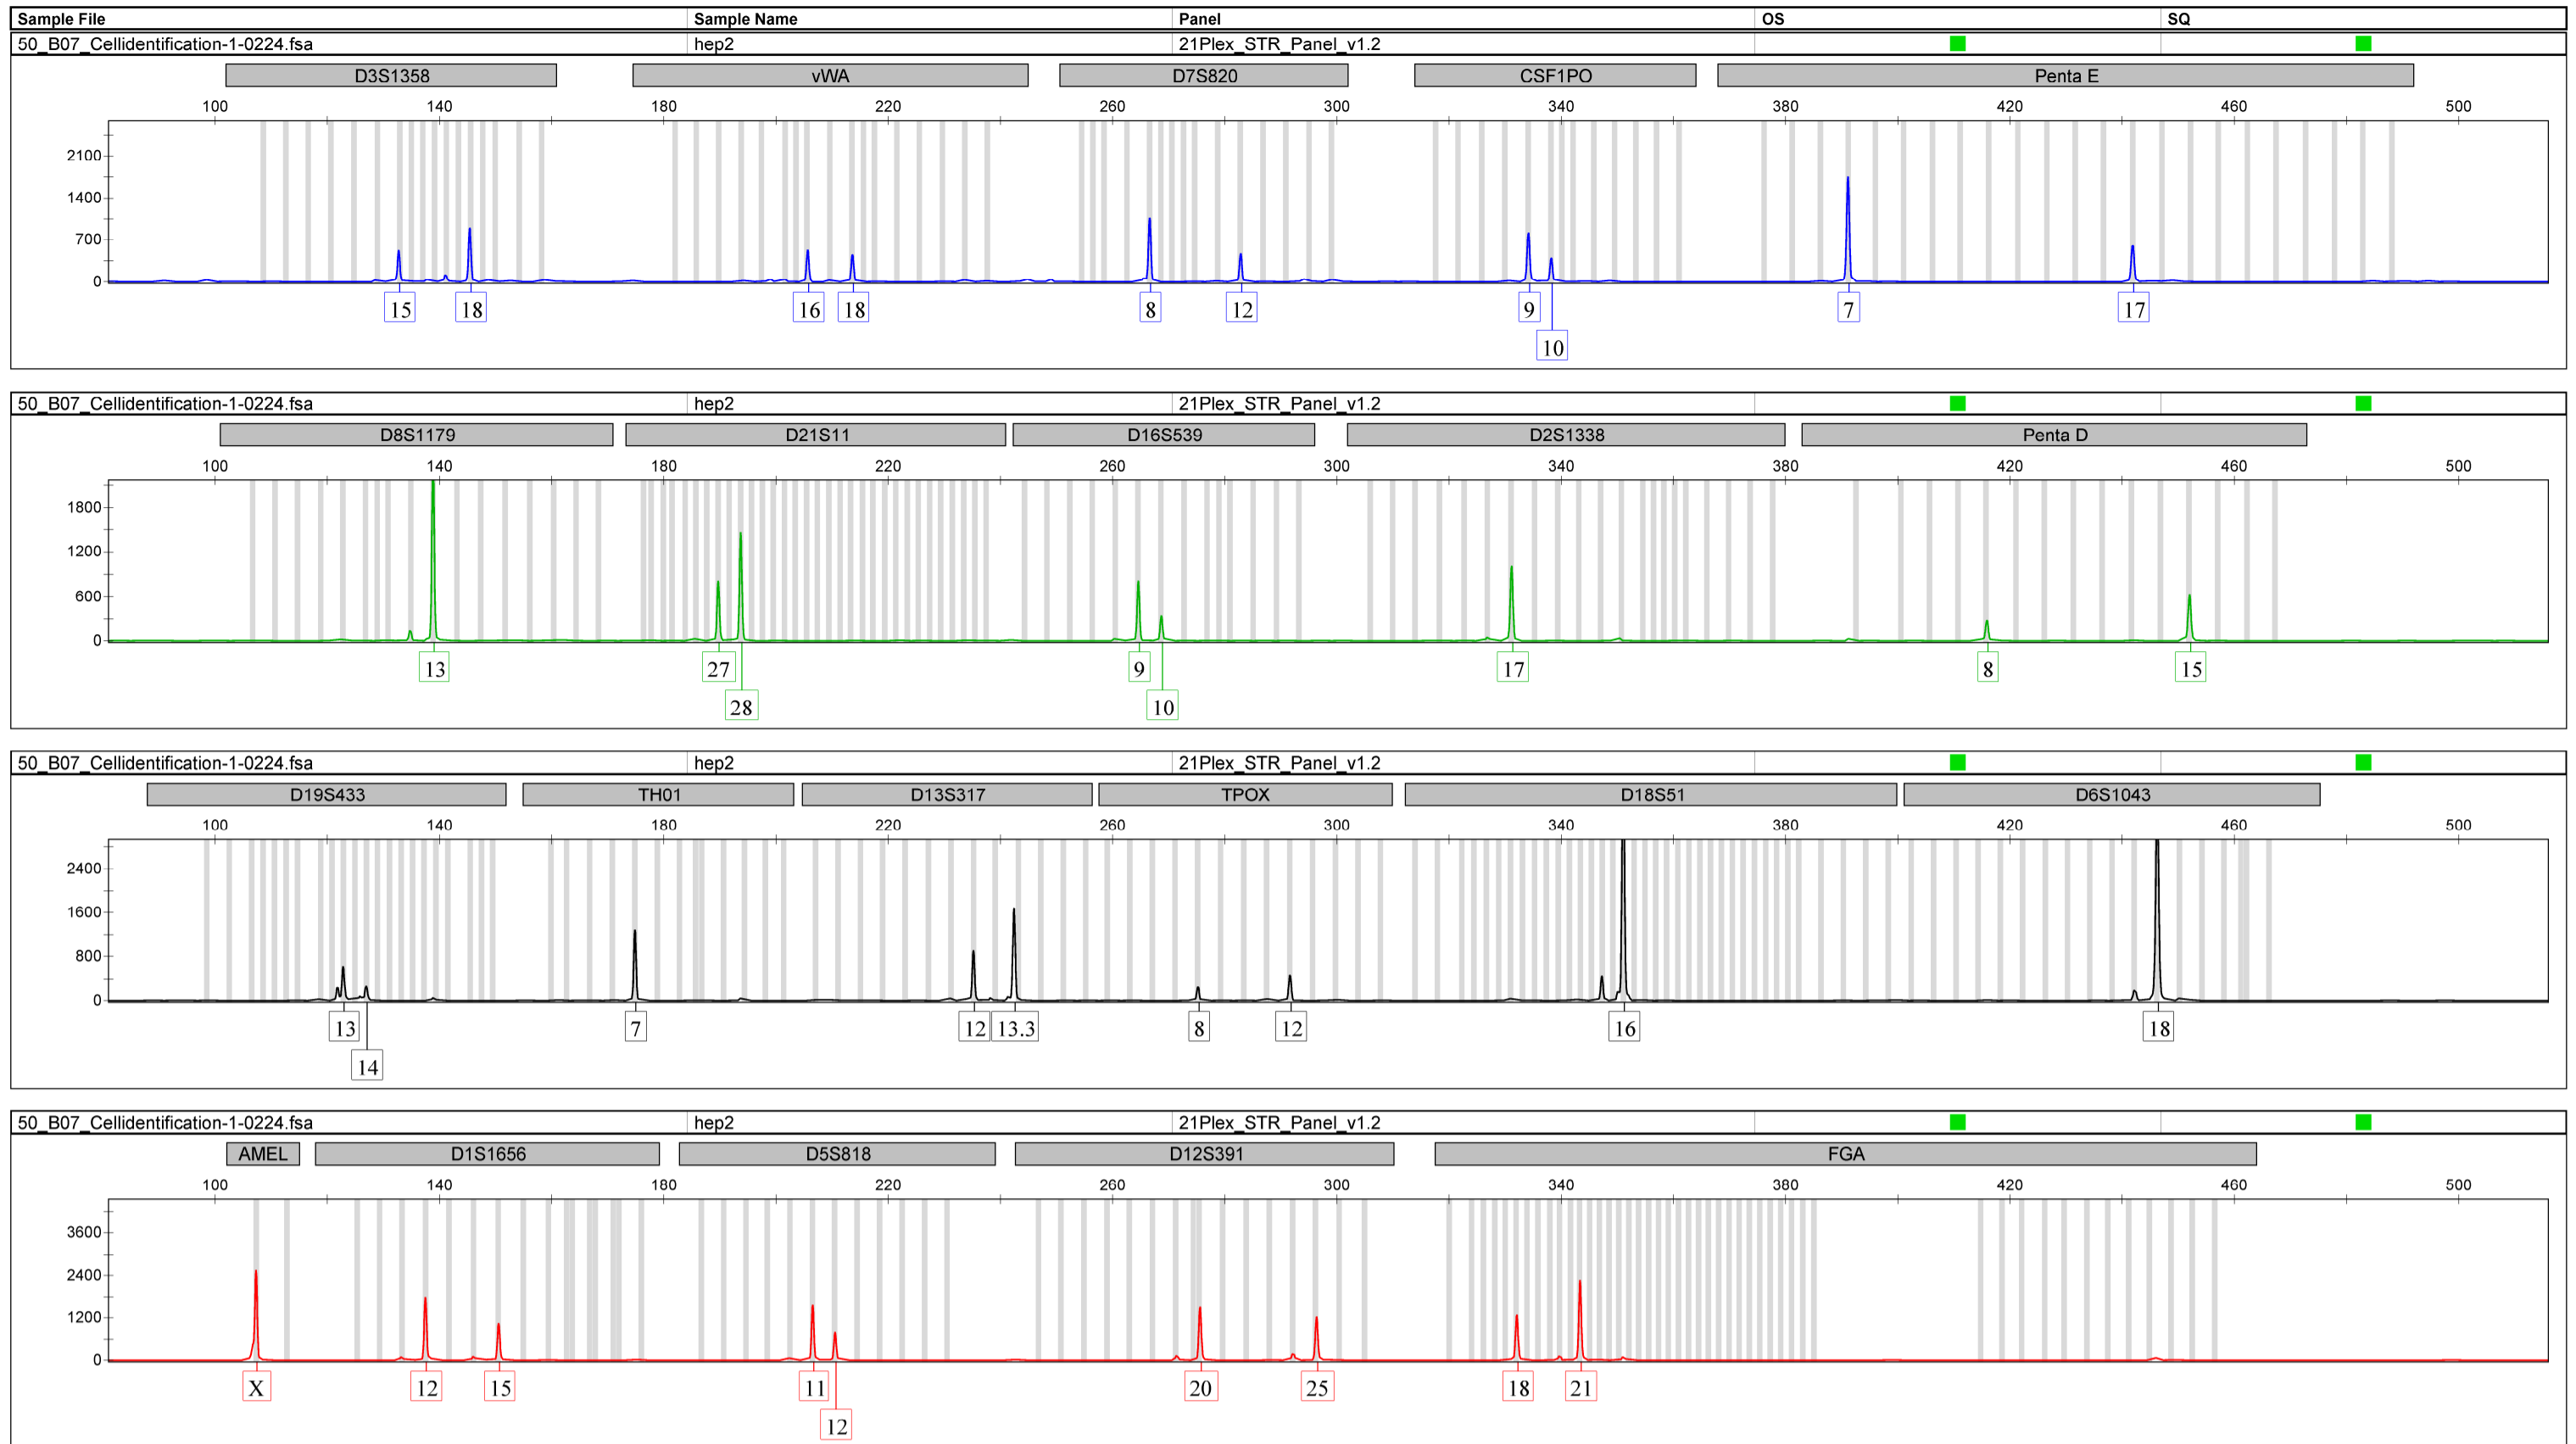 Sample File Sample Name Panel OS SQ
50_B07_Cellidentification-1-0224.fsa hep2 21Plex_STR_Panel_v1.2
D3S1358 vWA D7S820 CSF1PO Penta E
100 140 180 220 260 300 340 380 420 460 500
2100
1400
700
0
15 18 16 18 8 12 9 7 17
10
50_B07_Cellidentification-1-0224.fsa hep2 21Plex_STR_Panel_v1.2
D8S1179 D21S11 D16S539 D2S1338 Penta D
100 140 180 220 260 300 340 380 420 460 500
1800
1200
600
0
13 27 9 17 8 15
28 10
50_B07_Cellidentification-1-0224.fsa hep2 21Plex_STR_Panel_v1.2
D19S433 TH01 D13S317 TPOX D18S51 D6S1043
100 140 180 220 260 300 340 380 420 460 500
2400
1600
800
0
13 7 12 13.3 8 12 16 18
14
50_B07_Cellidentification-1-0224.fsa hep2 21Plex_STR_Panel_v1.2
AMEL D1S1656 D5S818 D12S391 FGA
100 140 180 220 260 300 340 380 420 460 500
3600
2400
1200
0
X 12 15 11 20 25 18 21
12